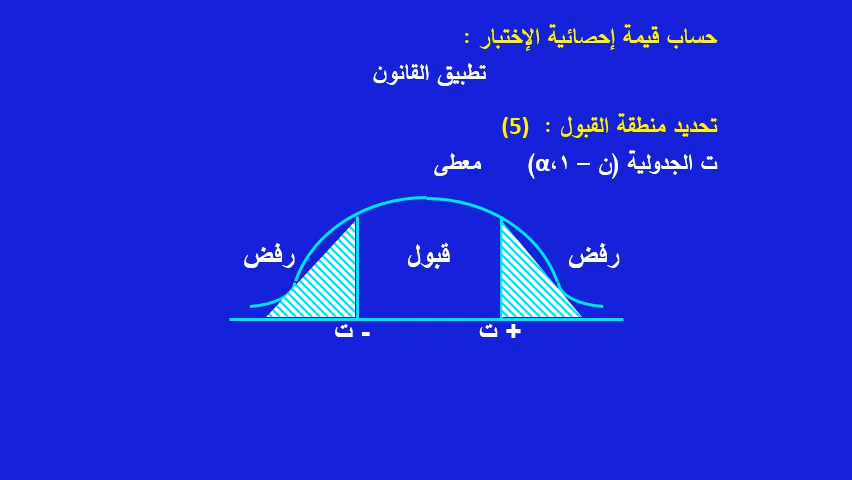 حساب قيمة إحصائية الإختبار :
تطبيق القانون
تحديد منطقة القبول : (5)
ت الجدولية (ن – ١،α) معطى
رفض قبول رفض
+ ت - ت